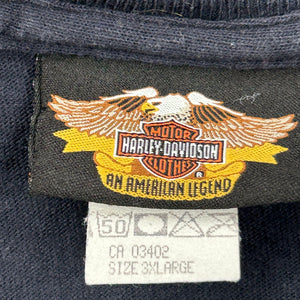 MOTOR
HARLEY-DAVIDSON
CLOTHES
AN AMERICAN LEGEND
50
CA 03402
SIZE 3XLARGE